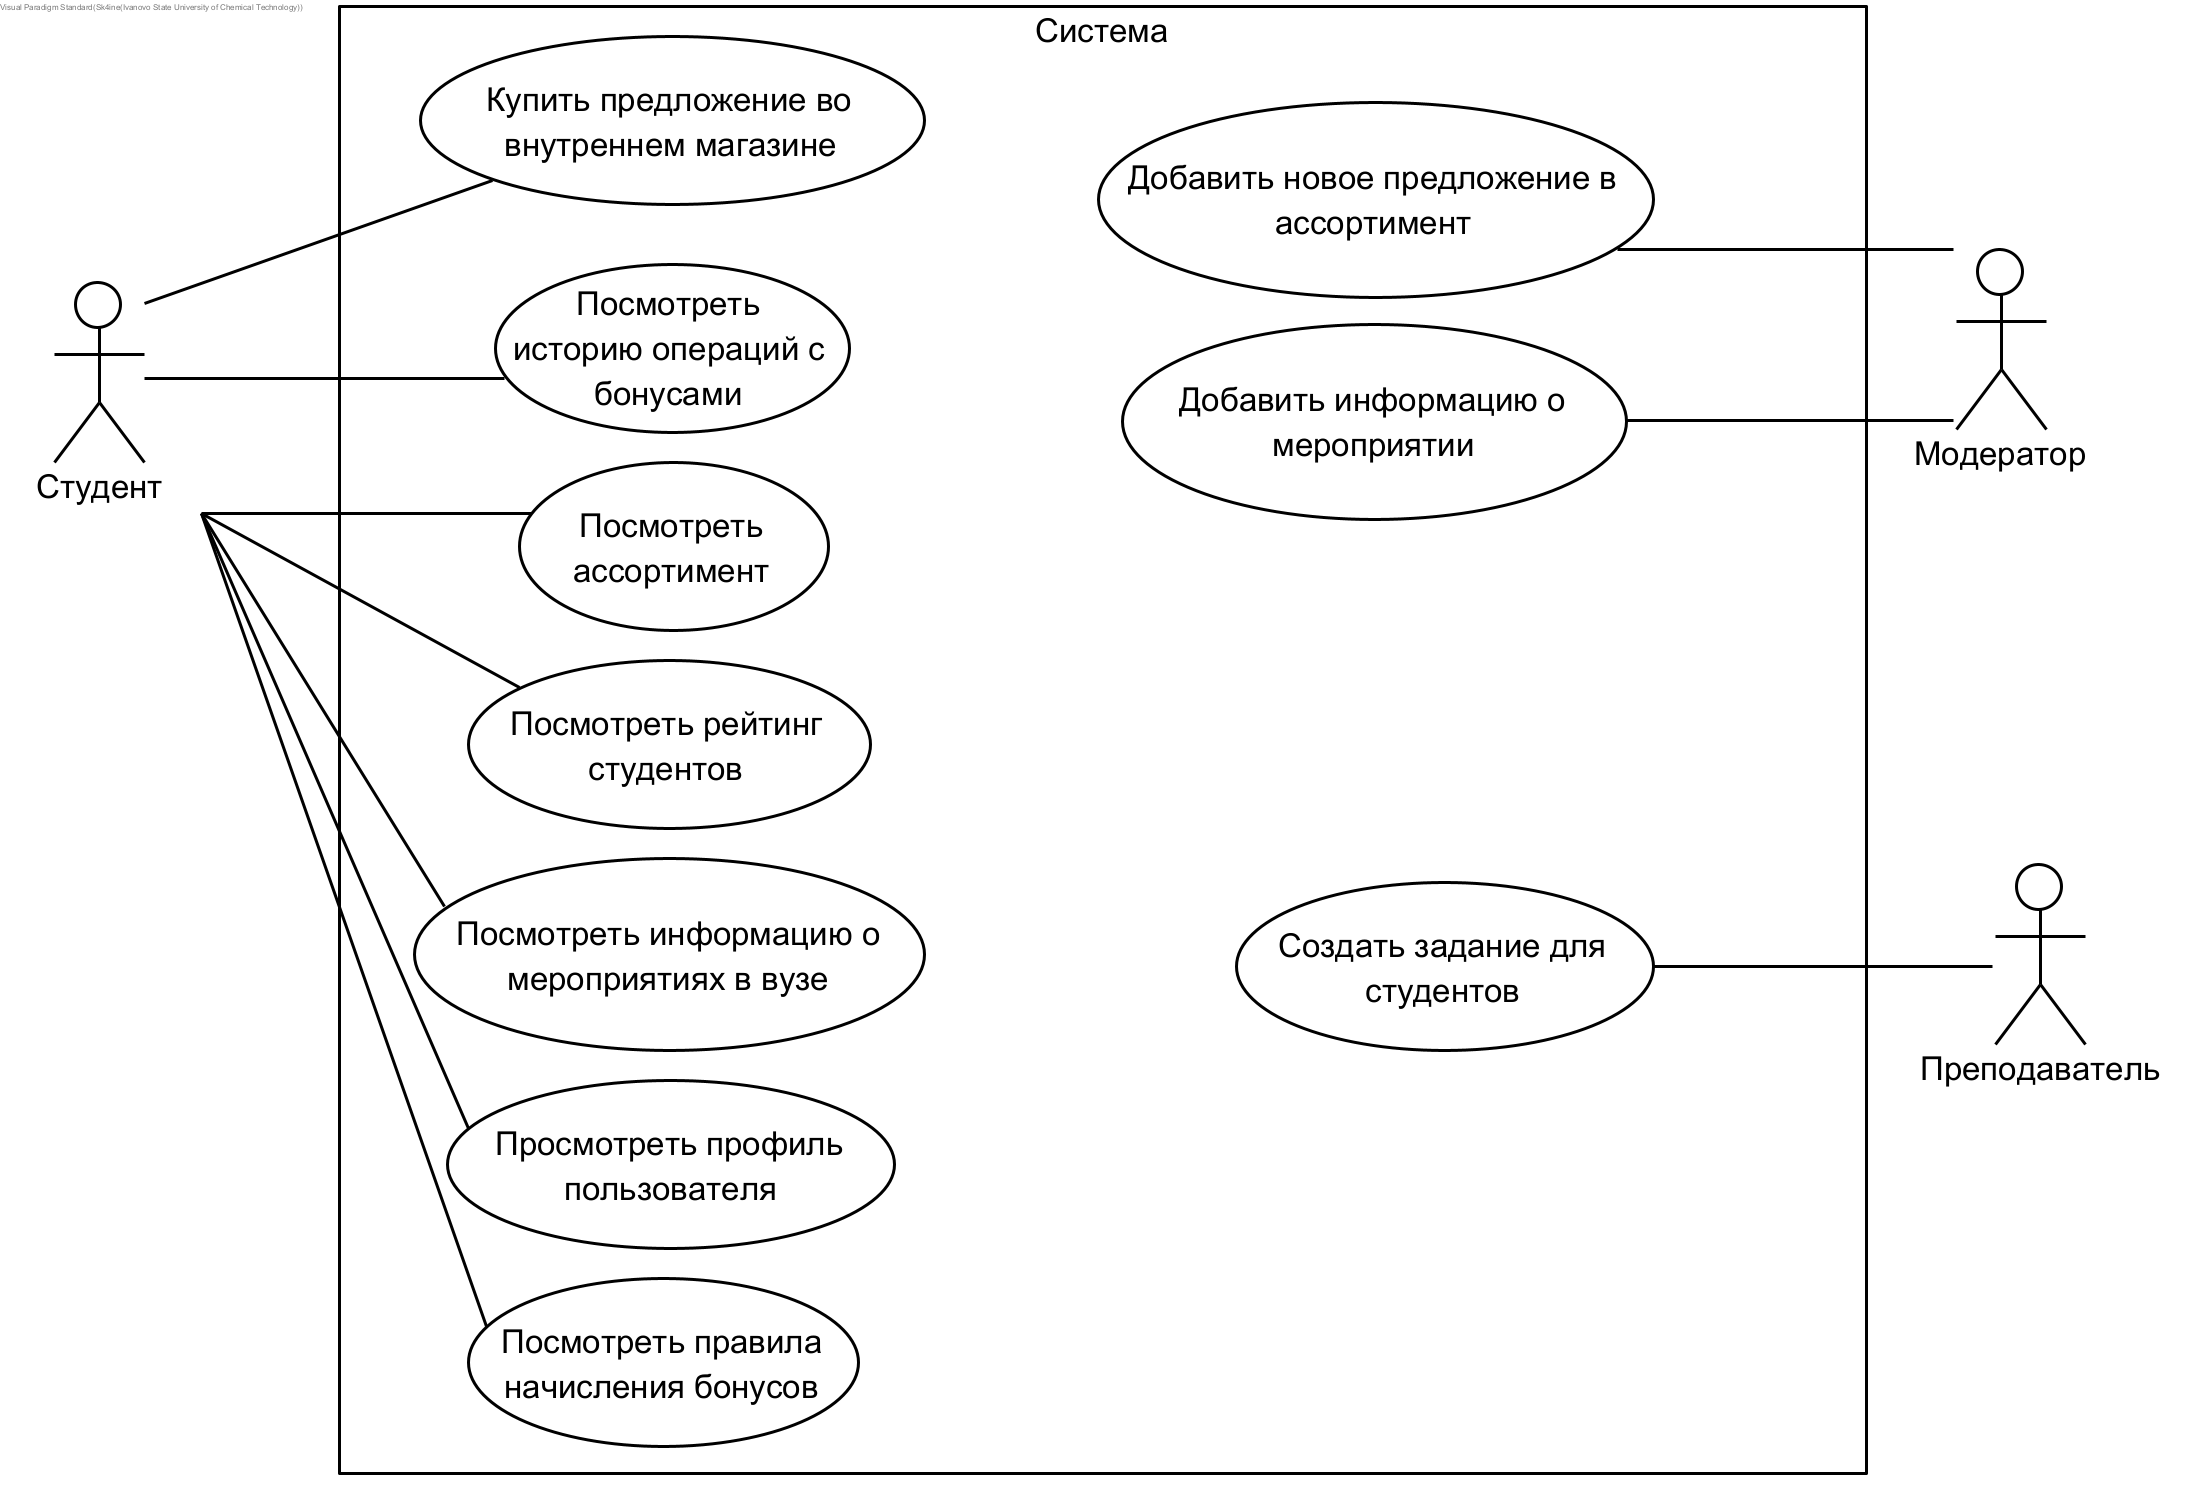 Visual Paradigm Standard(Sk4ine(Ivanovo State University of Chemical Technology))
Система
Купить предложение во
внутреннем магазине
Посмотреть
историю операций с
бонусами
Студент
Посмотреть
ассортимент
Посмотреть рейтинг
студентов
Посмотреть информацию о
мероприятиях в вузе
Просмотреть профиль
пользователя
Посмотреть правила
начисления бонусов
Добавить новое предложение в
ассортимент
Добавить информацию о
мероприятии
Модератор
Создать задание для
студентов
Преподаватель